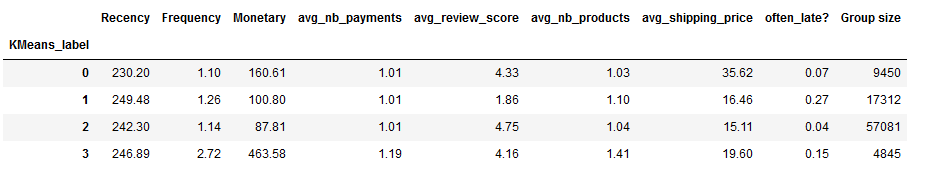 Recency Frequency Monetary avg_nb_payments avg_review_score avg_nb_products avg_shipping_price often_late? Group size
KMeans_label
0 230.20 1.10 160.61 1.01 4.33 1.03 35.62 0.07 9450
1 249.48 1.26 100.80 1.01 1.86 1.10 16.46 0.27 17312
2 242.30 1.14 87.81 1.01 4.75 1.04 15.11 0.04 57081
3 246.89 2.72 463.58 1.19 4.16 1.41 19.60 0.15 4845